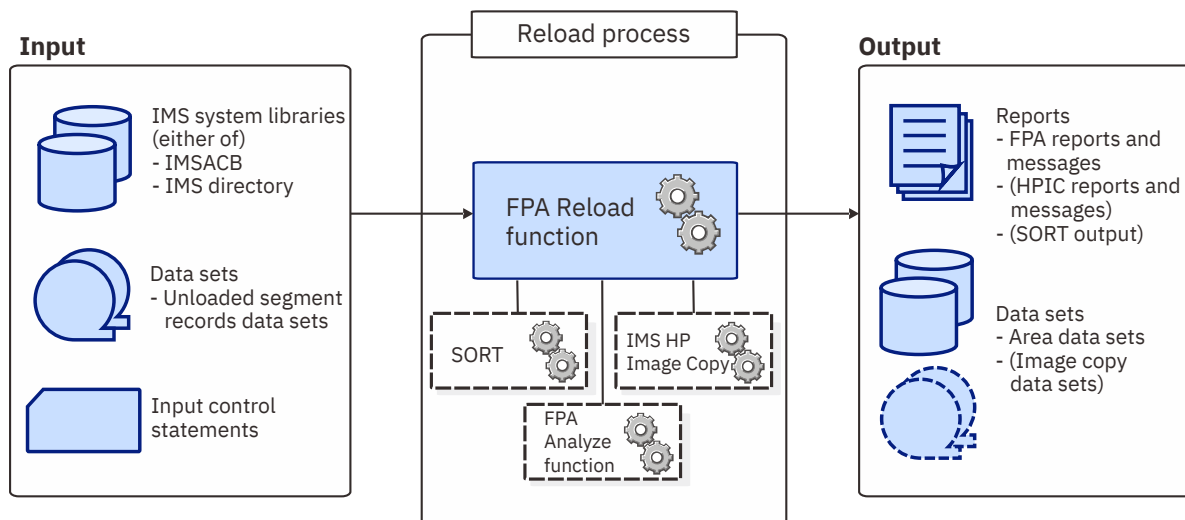 Input
IMS system libraries
(either of)
- IMSACB
- IMS directory
Data sets
- Unloaded segment
records data sets
Input control
statements
Reload process
FPA Reload
function
SORT
IMS HP
Image Copy
FPA
Analyze
function
Output
Reports
- FPA reports and
messages
- (HPIC reports and
messages)
- (SORT output)
Data sets
- Area data sets
- (Image copy
data sets)